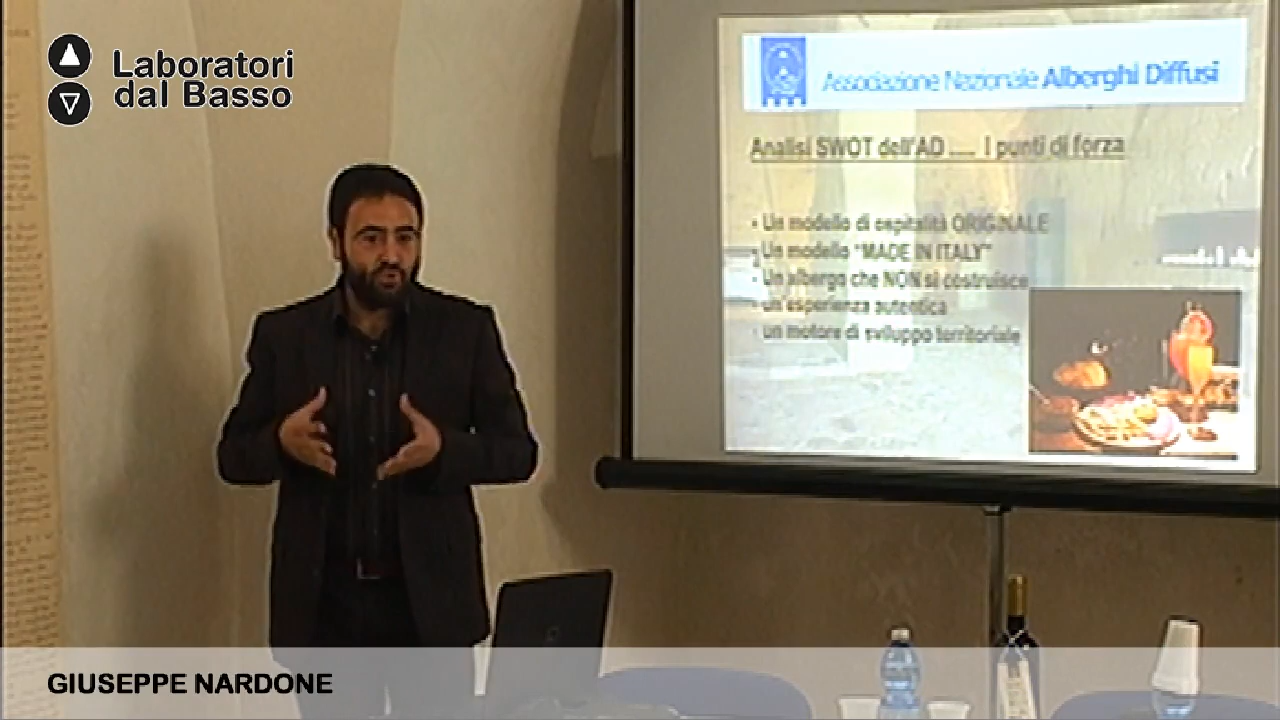 Laboratori
dal Basso
Associazione Nazionale Alberghi Diffusi
Analisi SWOT dell'AD ..... I punti di forza
• Un modello di ospitalità ORIGINALE
• Un modello "MADE IN ITALY"
• Un albergo che NON si costruisce
• un'esperienza autentica
• un motore di sviluppo territoriale
GIUSEPPE NARDONE